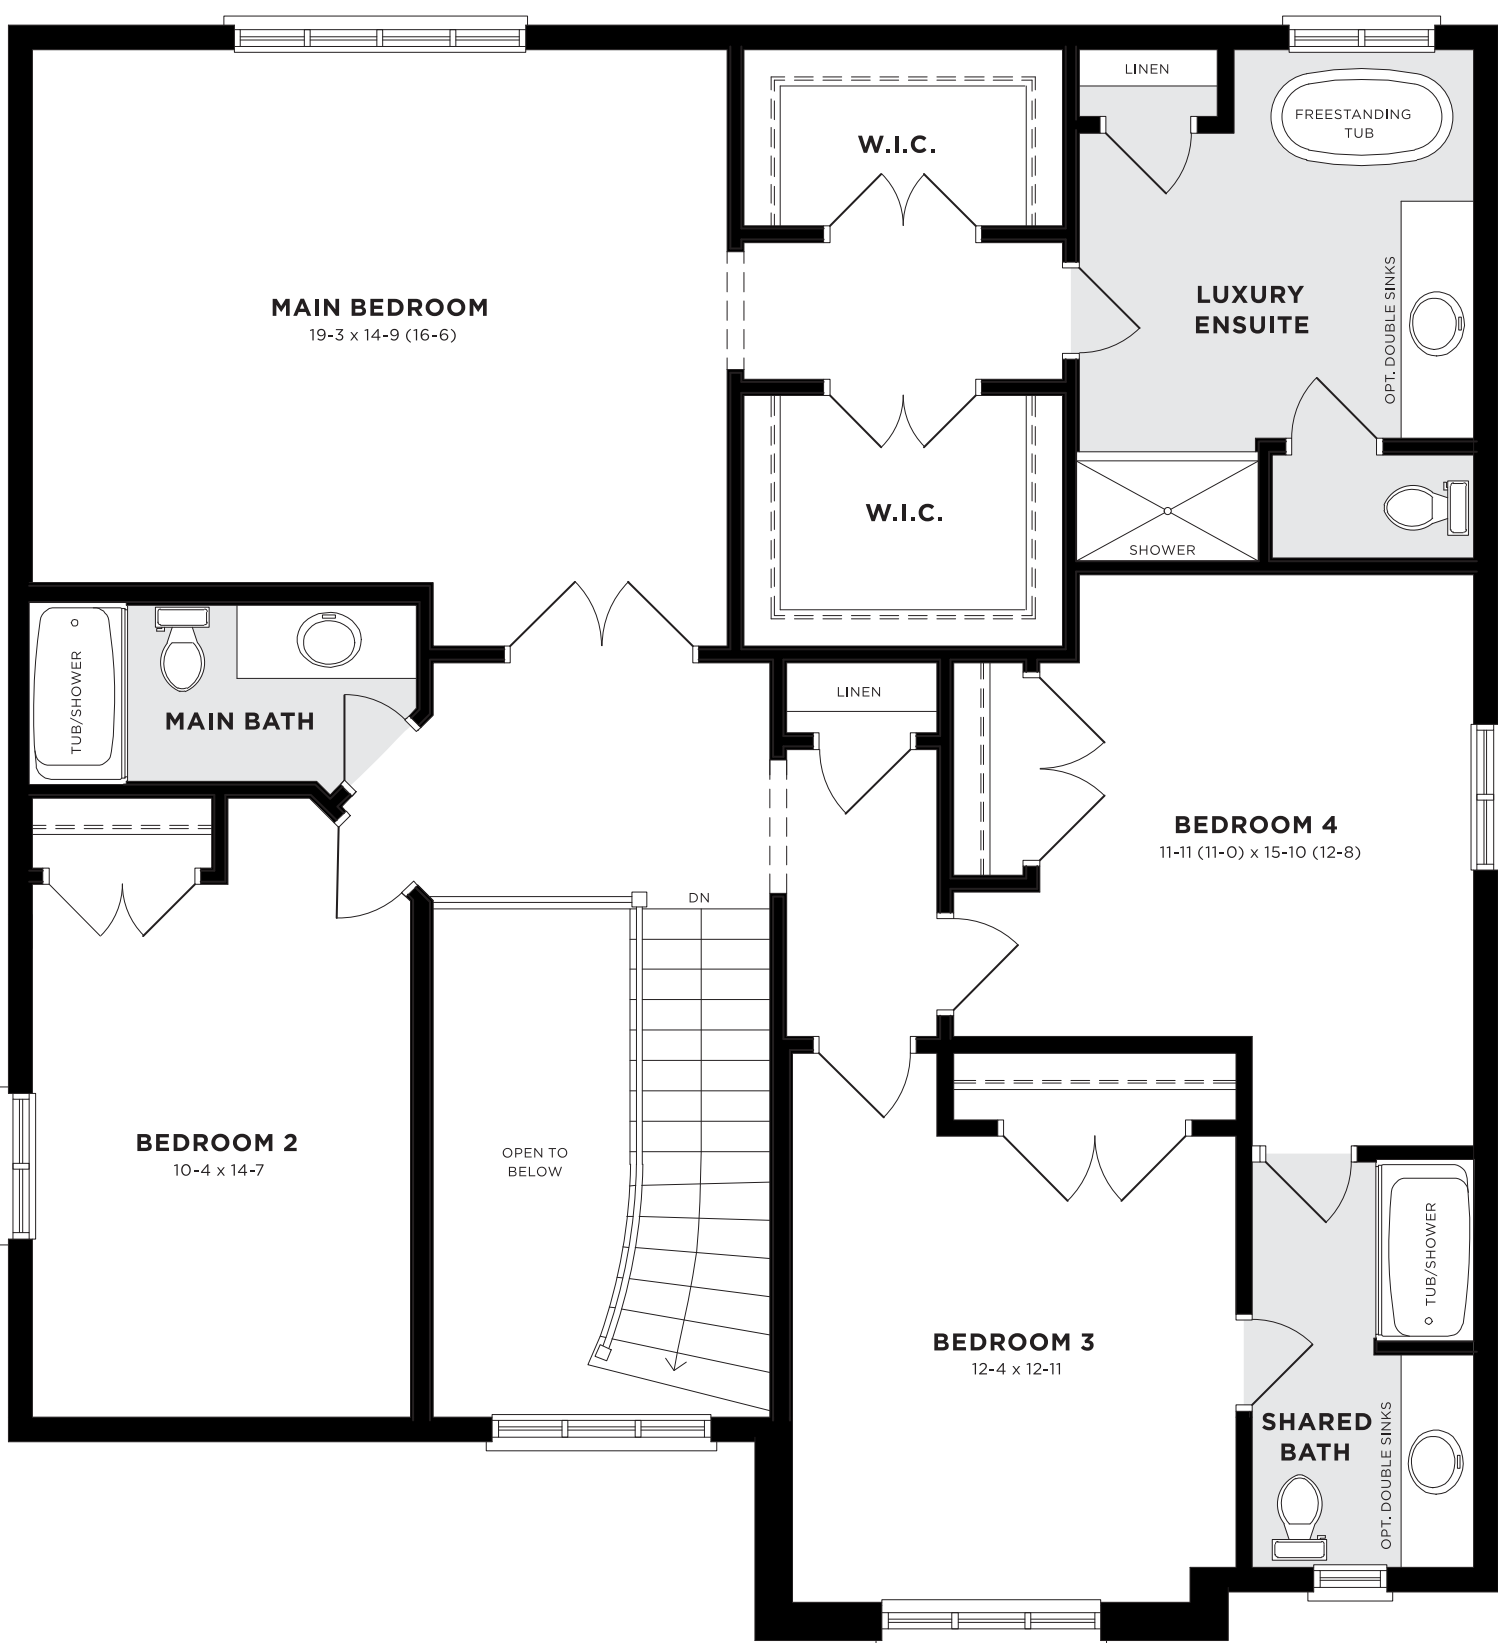 LINEN
FREESTANDING
TUB
W.I.C.
MAIN BEDROOM
19-3 x 14-9 (16-6)
LUXURY
ENSUITE
OPT. DOUBLE SINKS
W.I.C.
SHOWER
TUB/SHOWER
MAIN BATH
LINEN
BEDROOM 4
11-11 (11-0) x 15-10 (12-8)
DN
BEDROOM 2
10-4 x 14-7
OPEN TO
BELOW
TUB/SHOWER
BEDROOM 3
12-4 x 12-11
SHARED
BATH
OPT. DOUBLE SINKS